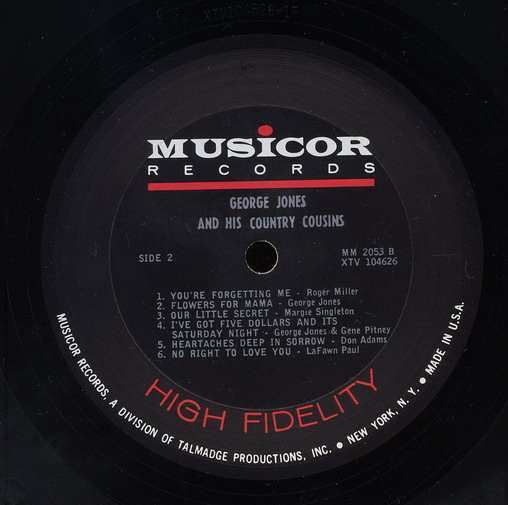 XTV104626-1F
MUSICOR
RECORDS
GEORGE JONES
AND HIS COUNTRY COUSINS
SIDE 2
MM 2053 B
XTV 104626
1. YOU'RE FORGETTING ME - Roger Miller
2. FLOWERS FOR MAMA - George Jones
3. OUR LITTLE SECRET - Margie Singleton
4. I'VE GOT FIVE DOLLARS AND ITS
SATURDAY NIGHT - George Jones & Gene Pitney
5. HEARTACHES DEEP IN SORROW - Don Adams
6. NO RIGHT TO LOVE YOU - LaFawn Paul
HIGH FIDELITY
MUSICOR RECORDS, A DIVISION OF TALMADGE PRODUCTIONS, INC. ● NEW YORK, N. Y. ● MADE IN U.S.A.